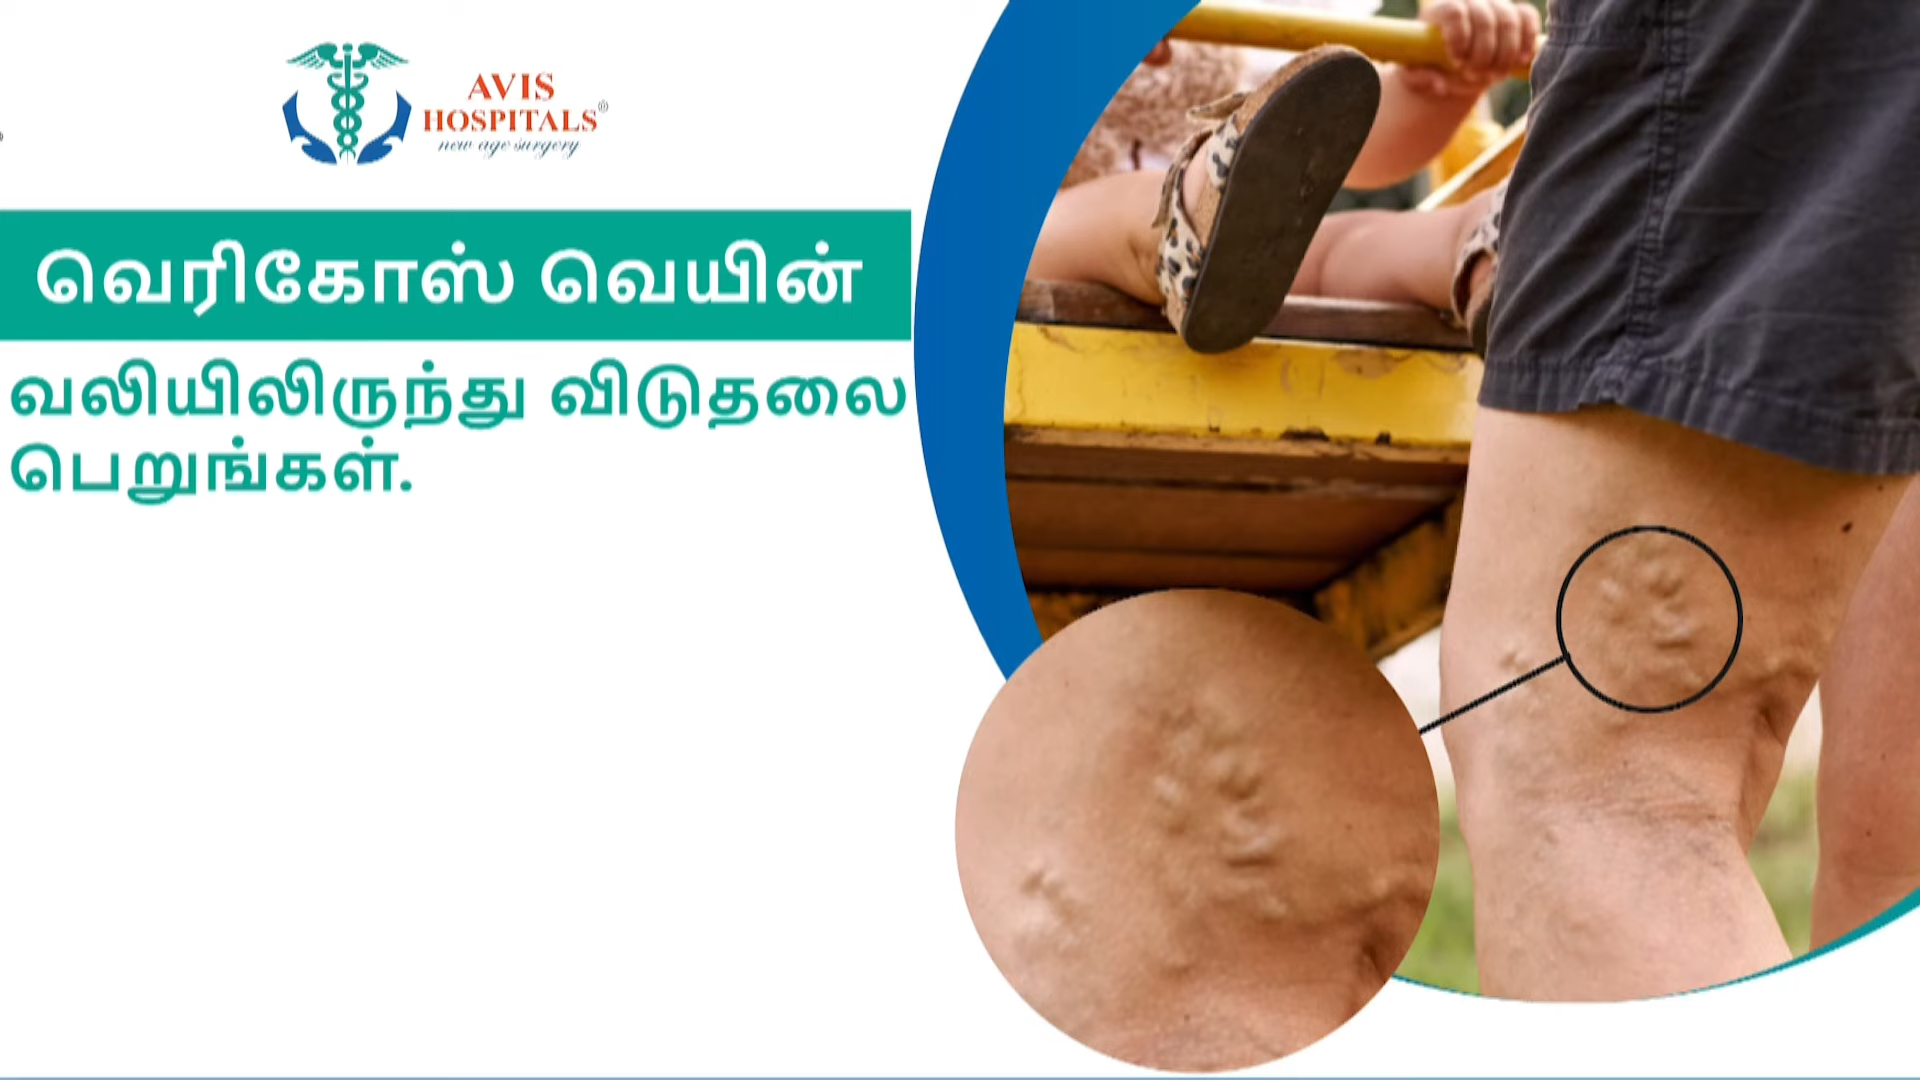 AVIS
HOSPITALS®
new age surgery
வெரிகோஸ் வெயின்
வலியிலிருந்து விடுதலை
பெறுங்கள்.